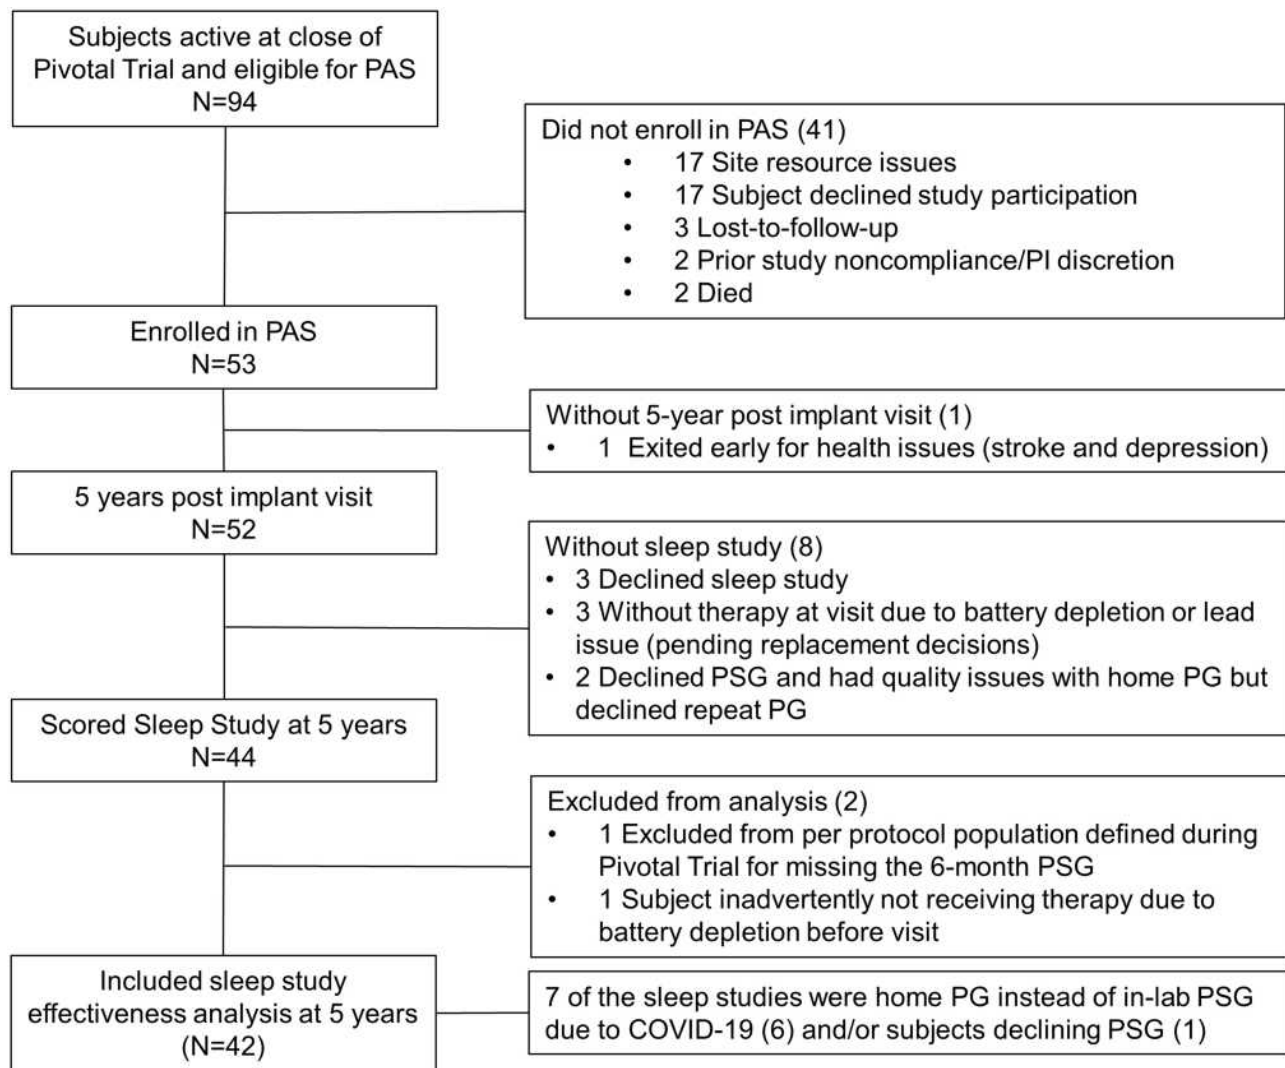 Subjects active at close of
Pivotal Trial and eligible for PAS
N=94
Did not enroll in PAS (41)
• 17 Site resource issues
• 17 Subject declined study participation
• 3 Lost-to-follow-up
• 2 Prior study noncompliance/PI discretion
• 2 Died
Enrolled in PAS
N=53
Without 5-year post implant visit (1)
• 1 Exited early for health issues (stroke and depression)
5 years post implant visit
N=52
Without sleep study (8)
• 3 Declined sleep study
• 3 Without therapy at visit due to battery depletion or lead
issue (pending replacement decisions)
• 2 Declined PSG and had quality issues with home PG but
declined repeat PG
Scored Sleep Study at 5 years
N=44
Excluded from analysis (2)
• 1 Excluded from per protocol population defined during
Pivotal Trial for missing the 6-month PSG
• 1 Subject inadvertently not receiving therapy due to
battery depletion before visit
Included sleep study
effectiveness analysis at 5 years
(N=42)
7 of the sleep studies were home PG instead of in-lab PSG
due to COVID-19 (6) and/or subjects declining PSG (1)